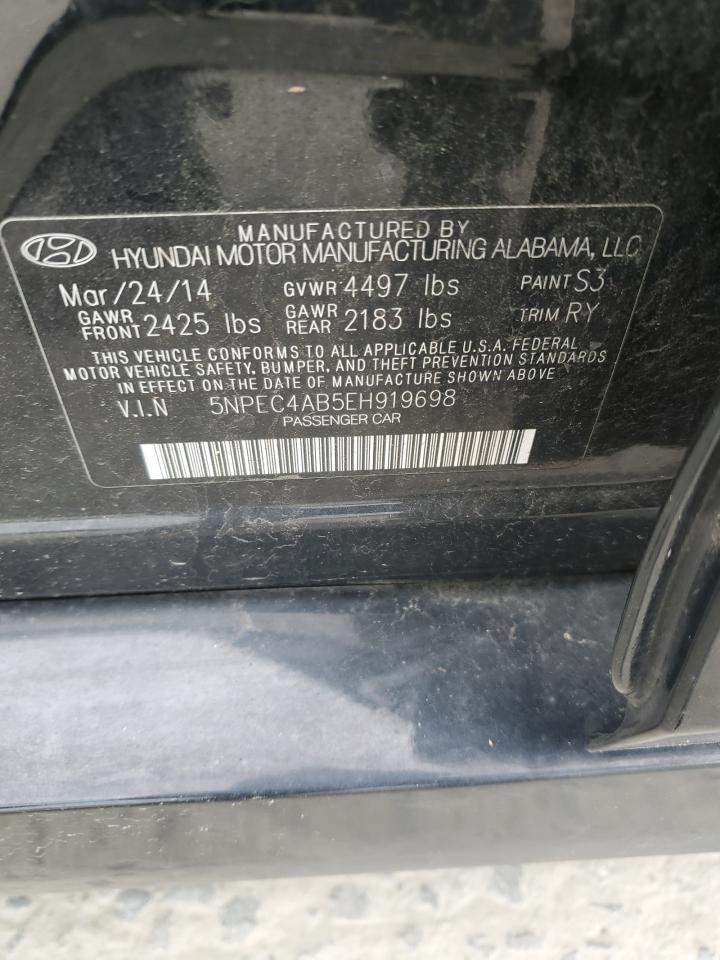 MANUFACTURED BY
HYUNDAI MOTOR MANUFACTURING ALABAMA, LLC
Mar/24/14 GVWR 4497 lbs PAINT S3
GAWR FRONT 2425 lbs GAWR REAR 2183 lbs TRIM RY
THIS VEHICLE CONFORMS TO ALL APPLICABLE U.S.A. FEDERAL
MOTOR VEHICLE SAFETY, BUMPER, AND THEFT PREVENTION STANDARDS
IN EFFECT ON THE DATE OF MANUFACTURE SHOWN ABOVE
V.I.N 5NPEC4AB5EH919698
PASSENGER CAR